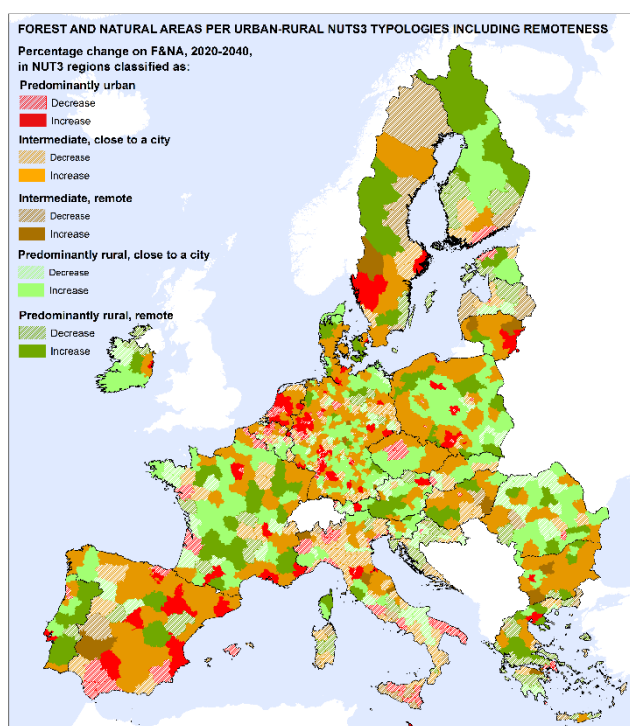 FOREST AND NATURAL AREAS PER URBAN-RURAL NUTS3 TYPOLOGIES INCLUDING REMOTENESS
Percentage change on F&NA, 2020-2040,
in NUT3 regions classified as:
Predominantly urban
Decrease
Increase
Intermediate, close to a city
Decrease
Increase
Intermediate, remote
Decrease
Increase
Predominantly rural, close to a city
Decrease
Increase
Predominantly rural, remote
Decrease
Increase